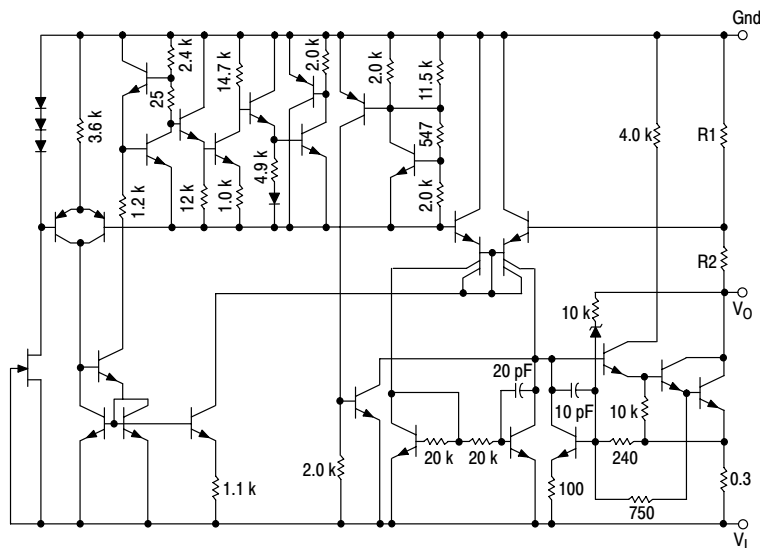 Gnd
2.4 k
25
3.6 k
14.7 k
2.0 k
2.0 k
11.5 k
547
4.0 k
R1
1.2 k
12 k
1.0 k
4.9 k
2.0 k
R2
VO
10 k
20 pF
10 pF
10 k
20 k
20 k
240
2.0 k
1.1 k
100
750
0.3
VI